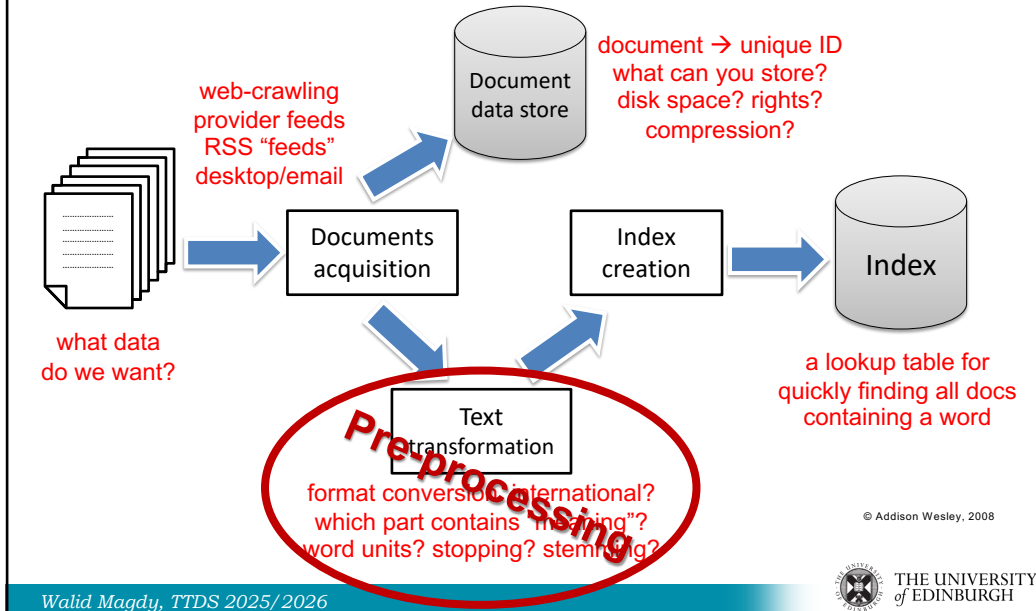 web-crawling
provider feeds
RSS “feeds”
desktop/email
Document
data store
document → unique ID
what can you store?
disk space? rights?
compression?
what data
do we want?
Documents
acquisition
Index
creation
Index
a lookup table for
quickly finding all docs
containing a word
Text
transformation
Pre-processing
format conversion. international?
which part contains “meaning”?
word units? stopping? stemming?
© Addison Wesley, 2008
Walid Magdy, TTDS 2025/2026
THE UNIVERSITY
of EDINBURGH